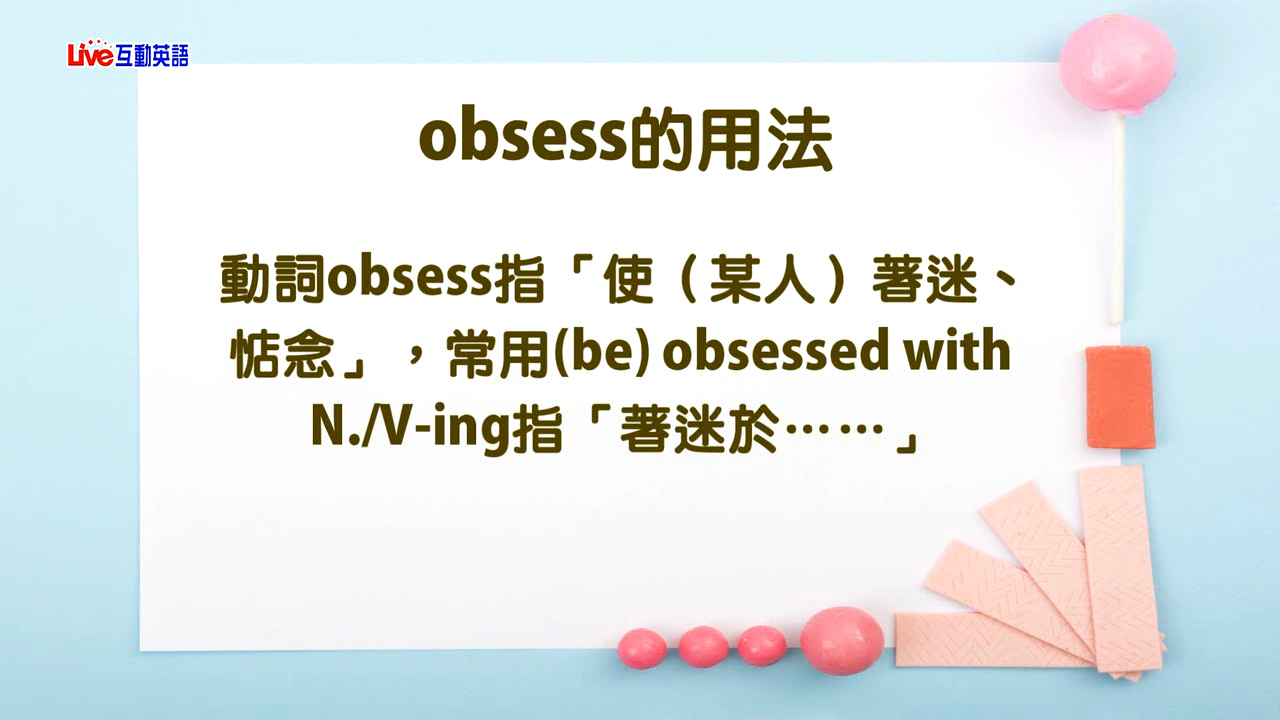 Live互動英語
obsess的用法
動詞obsess指「使（某人）著迷、
惦念」，常用(be) obsessed with
N./V-ing指「著迷於⋯⋯」